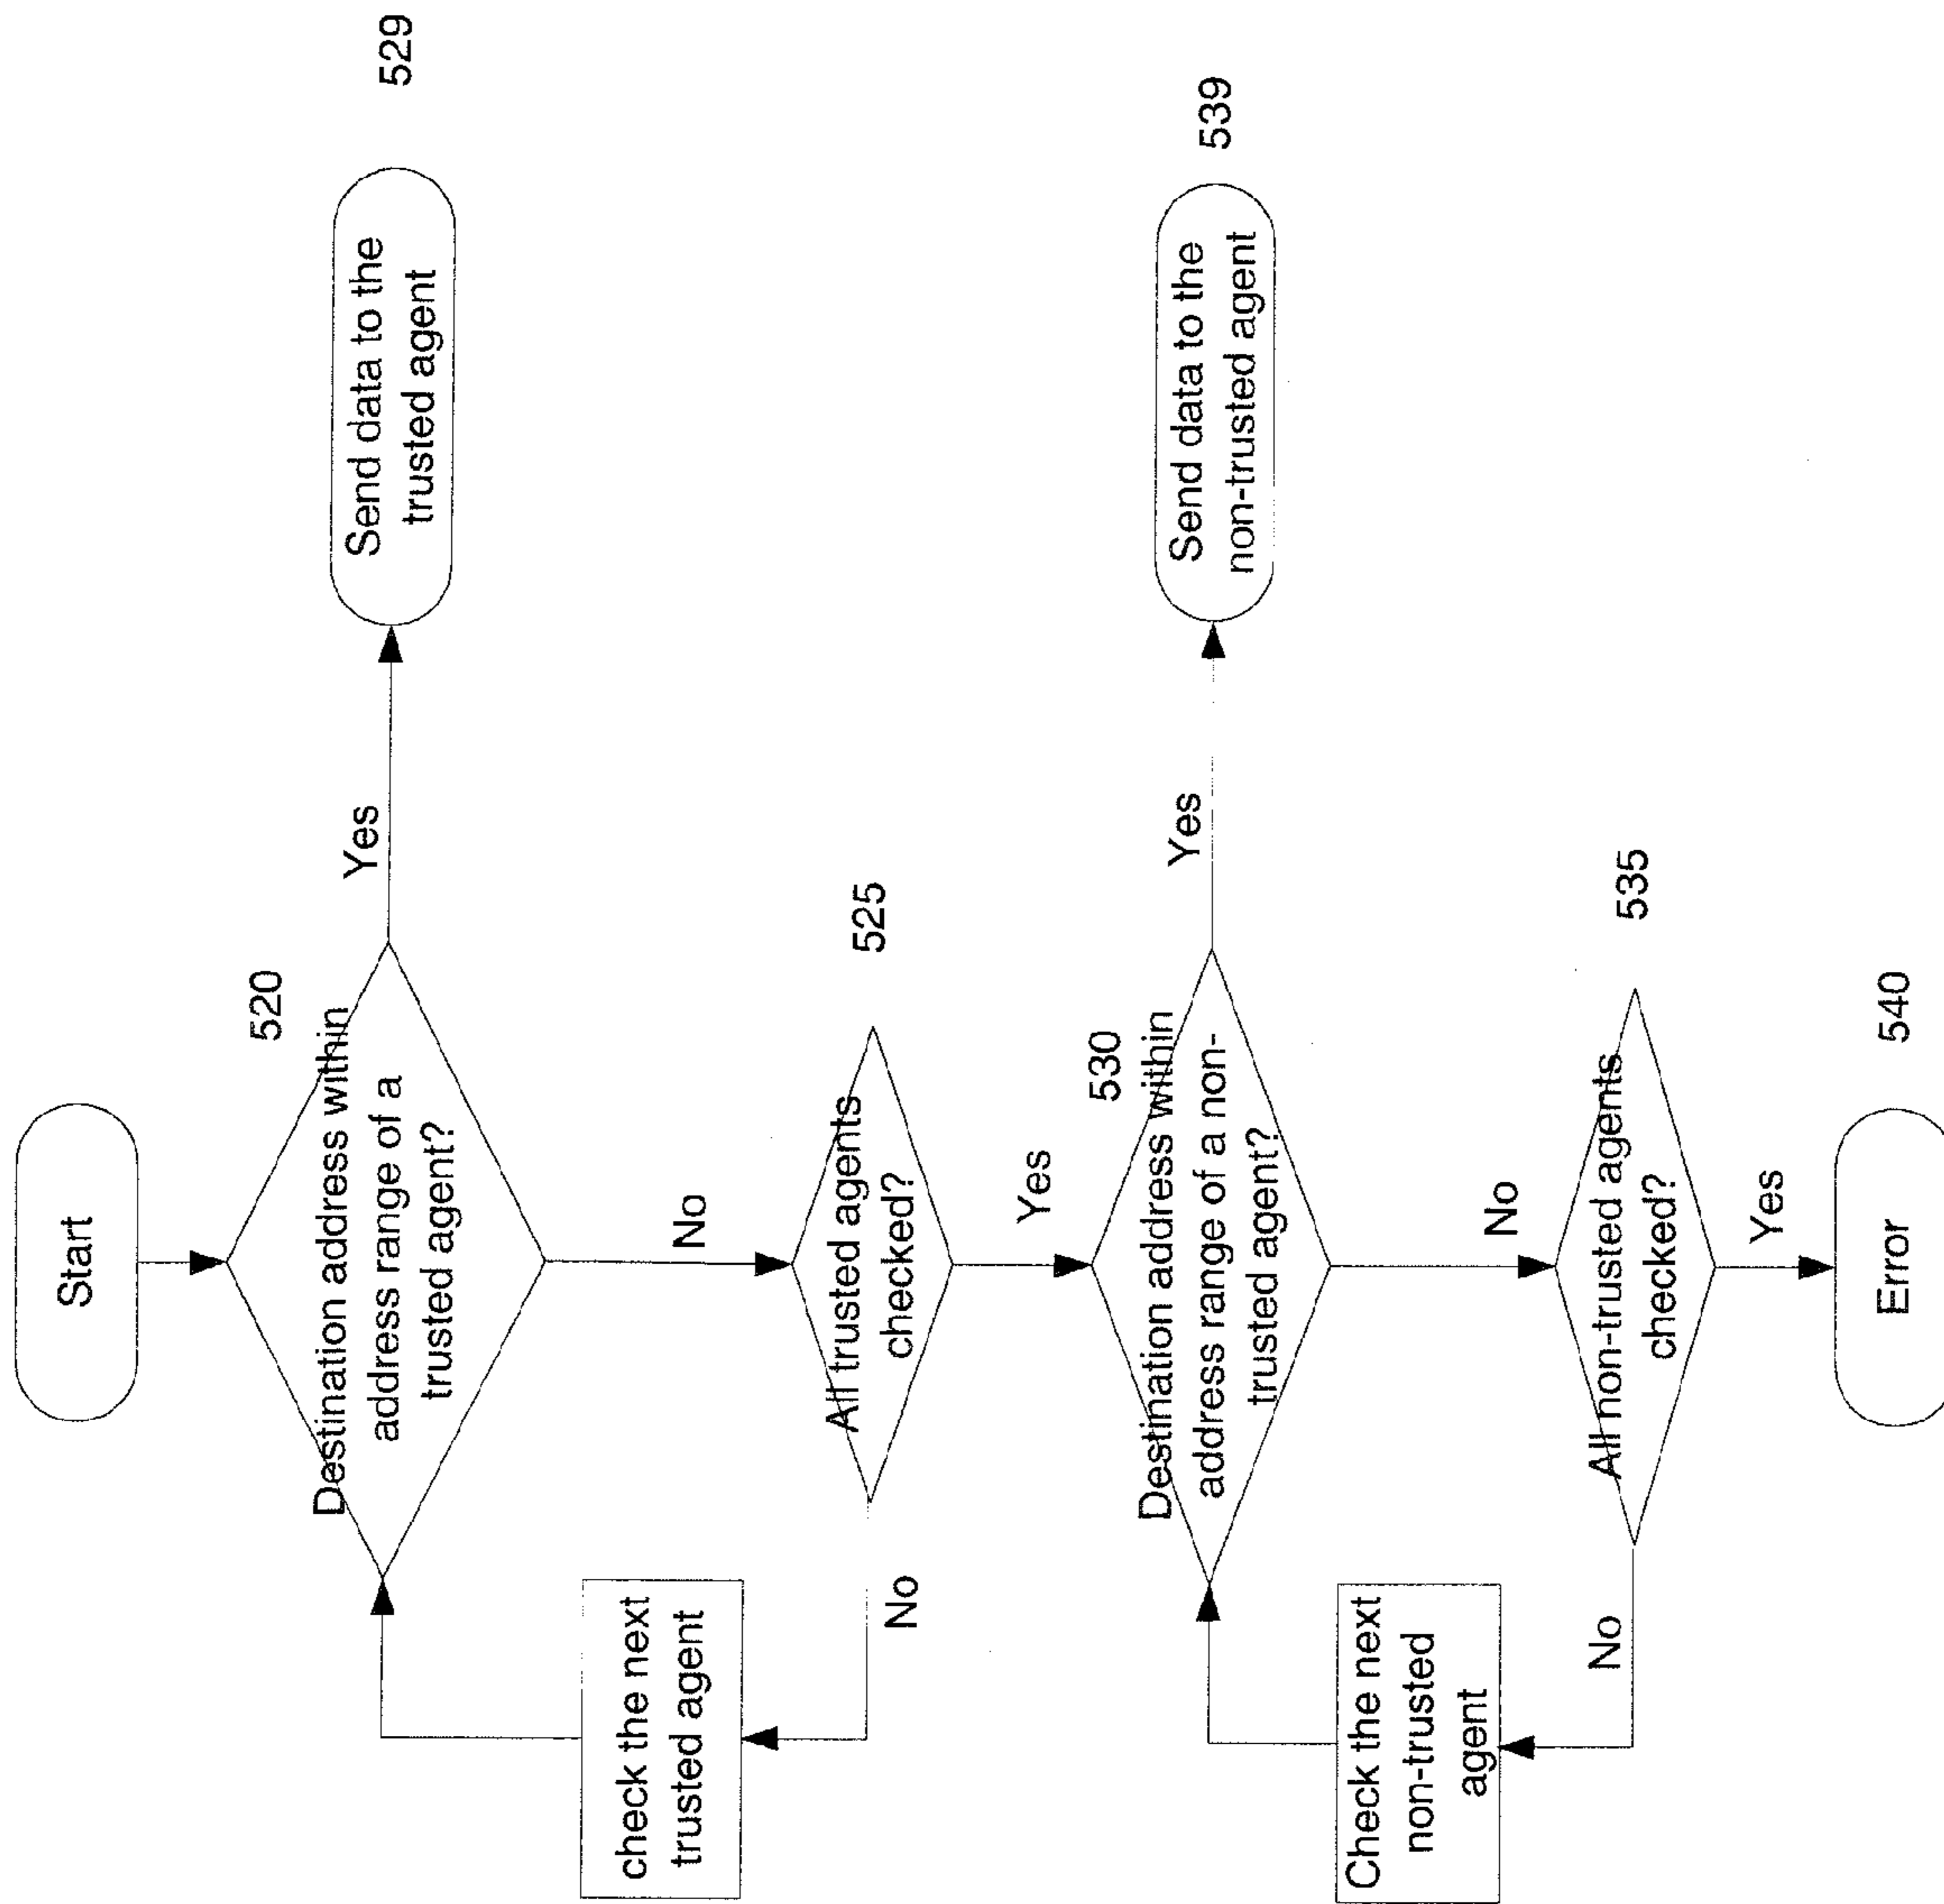 Start
520
Destination address within
address range of a
trusted agent?
Yes
Send data to the
trusted agent
529
No
check the next
trusted agent
All trusted agents
checked?
525
No
Yes
530
Destination address within
address range of a non-
trusted agent?
Yes
Send data to the
non-trusted agent
539
No
Check the next
non-trusted
agent
All non-trusted agents
checked?
535
No
Yes
Error
540